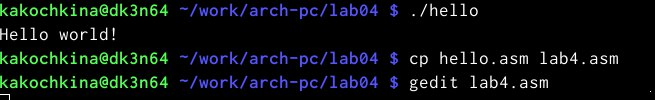 kakochkina@dk3n64 ~/work/arch-pc/lab04 $ ./hello
Hello world!
kakochkina@dk3n64 ~/work/arch-pc/lab04 $ cp hello.asm lab4.asm
kakochkina@dk3n64 ~/work/arch-pc/lab04 $ gedit lab4.asm